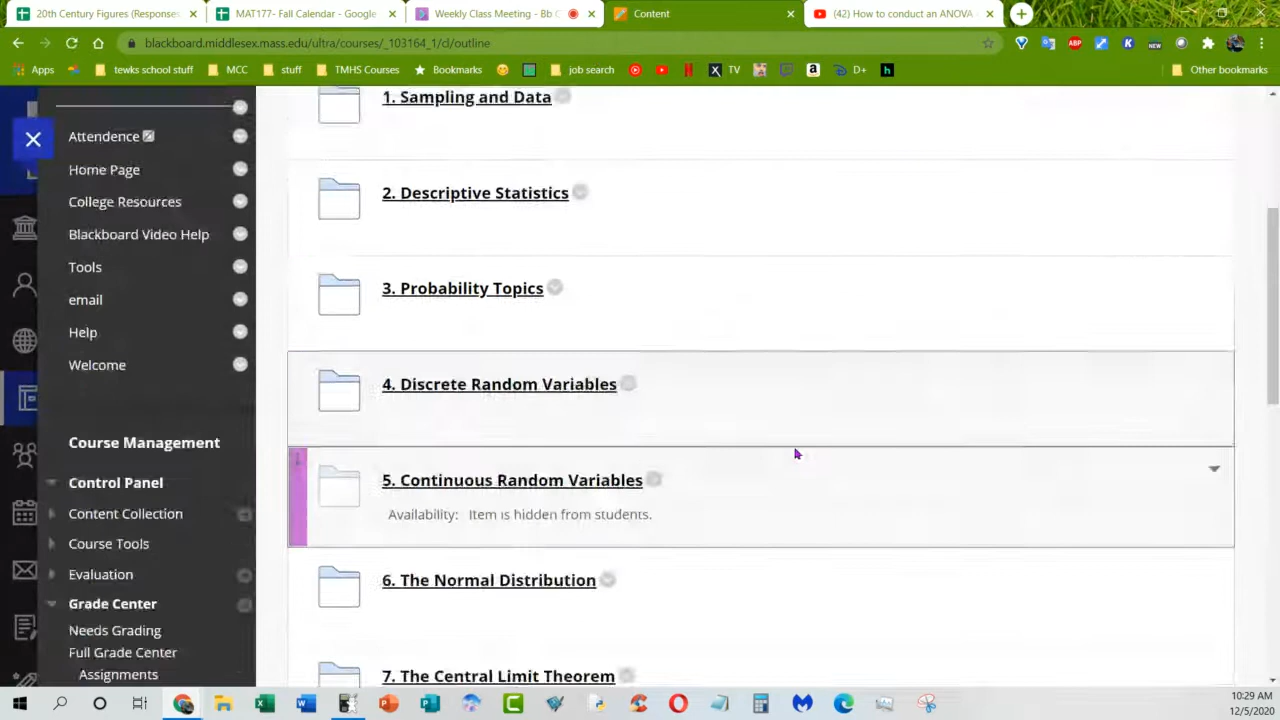 20th Century Figures (Responses
MAT177- Fall Calendar - Google
Weekly Class Meeting - Bb C
Content
(42) How to conduct an ANOVA
blackboard.middlesex.mass.edu/ultra/courses/_103164_1/cl/outline
Apps
tewks school stuff
MCC
stuff
TMHS Courses
Bookmarks
job search
TV
D+
Other bookmarks
Attendence
Home Page
College Resources
Blackboard Video Help
Tools
email
Help
Welcome
Course Management
Control Panel
Content Collection
Course Tools
Evaluation
Grade Center
Needs Grading
Full Grade Center
Assignments
1. Sampling and Data
2. Descriptive Statistics
3. Probability Topics
4. Discrete Random Variables
5. Continuous Random Variables
Availability: Item is hidden from students.
6. The Normal Distribution
7. The Central Limit Theorem
10:29 AM
12/5/2020